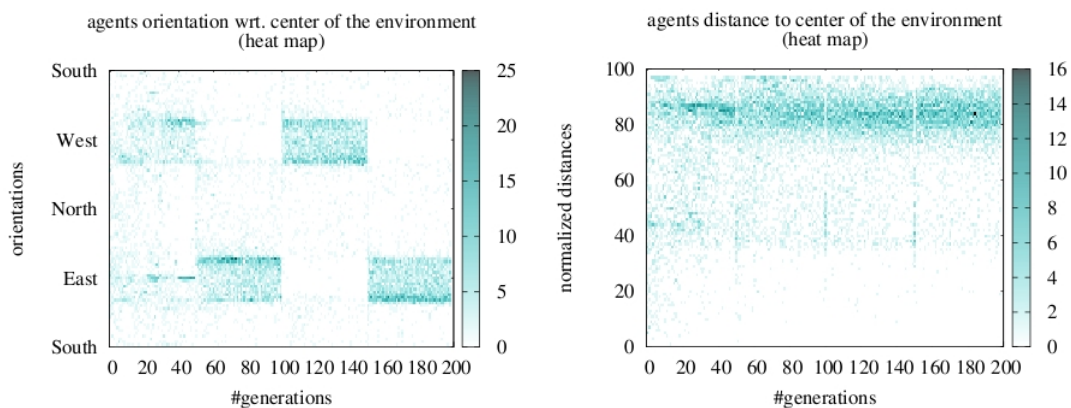 agents orientation wrt. center of the environment
(heat map)
South
West
North
East
South
orientations
0 20 40 60 80 100 120 140 160 180 200
#generations
25
20
15
10
5
0
agents distance to center of the environment
(heat map)
100
80
60
40
20
0
normalized distances
0 20 40 60 80 100 120 140 160 180 200
#generations
16
14
12
10
8
6
4
2
0